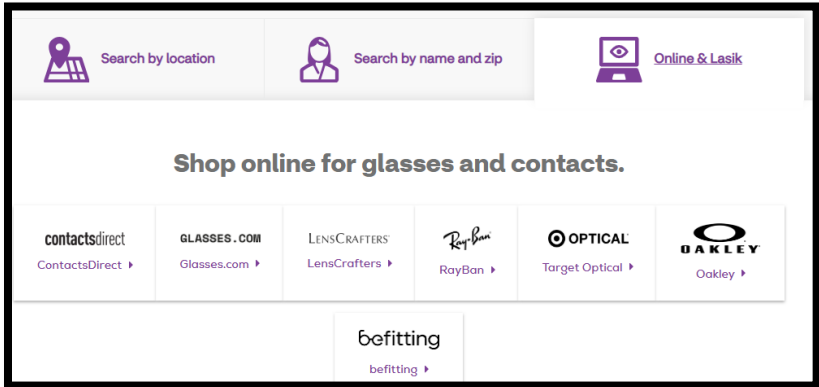 Search by location
Search by name and zip
Online & Lasik
Shop online for glasses and contacts.
contactsdirect
ContactsDirect
GLASSES.COM
Glasses.com
LENSCRAFTERS
LensCrafters
Ray-Ban
RayBan
OPTICAL
Target Optical
OAKLEY
Oakley
befitting
befitting